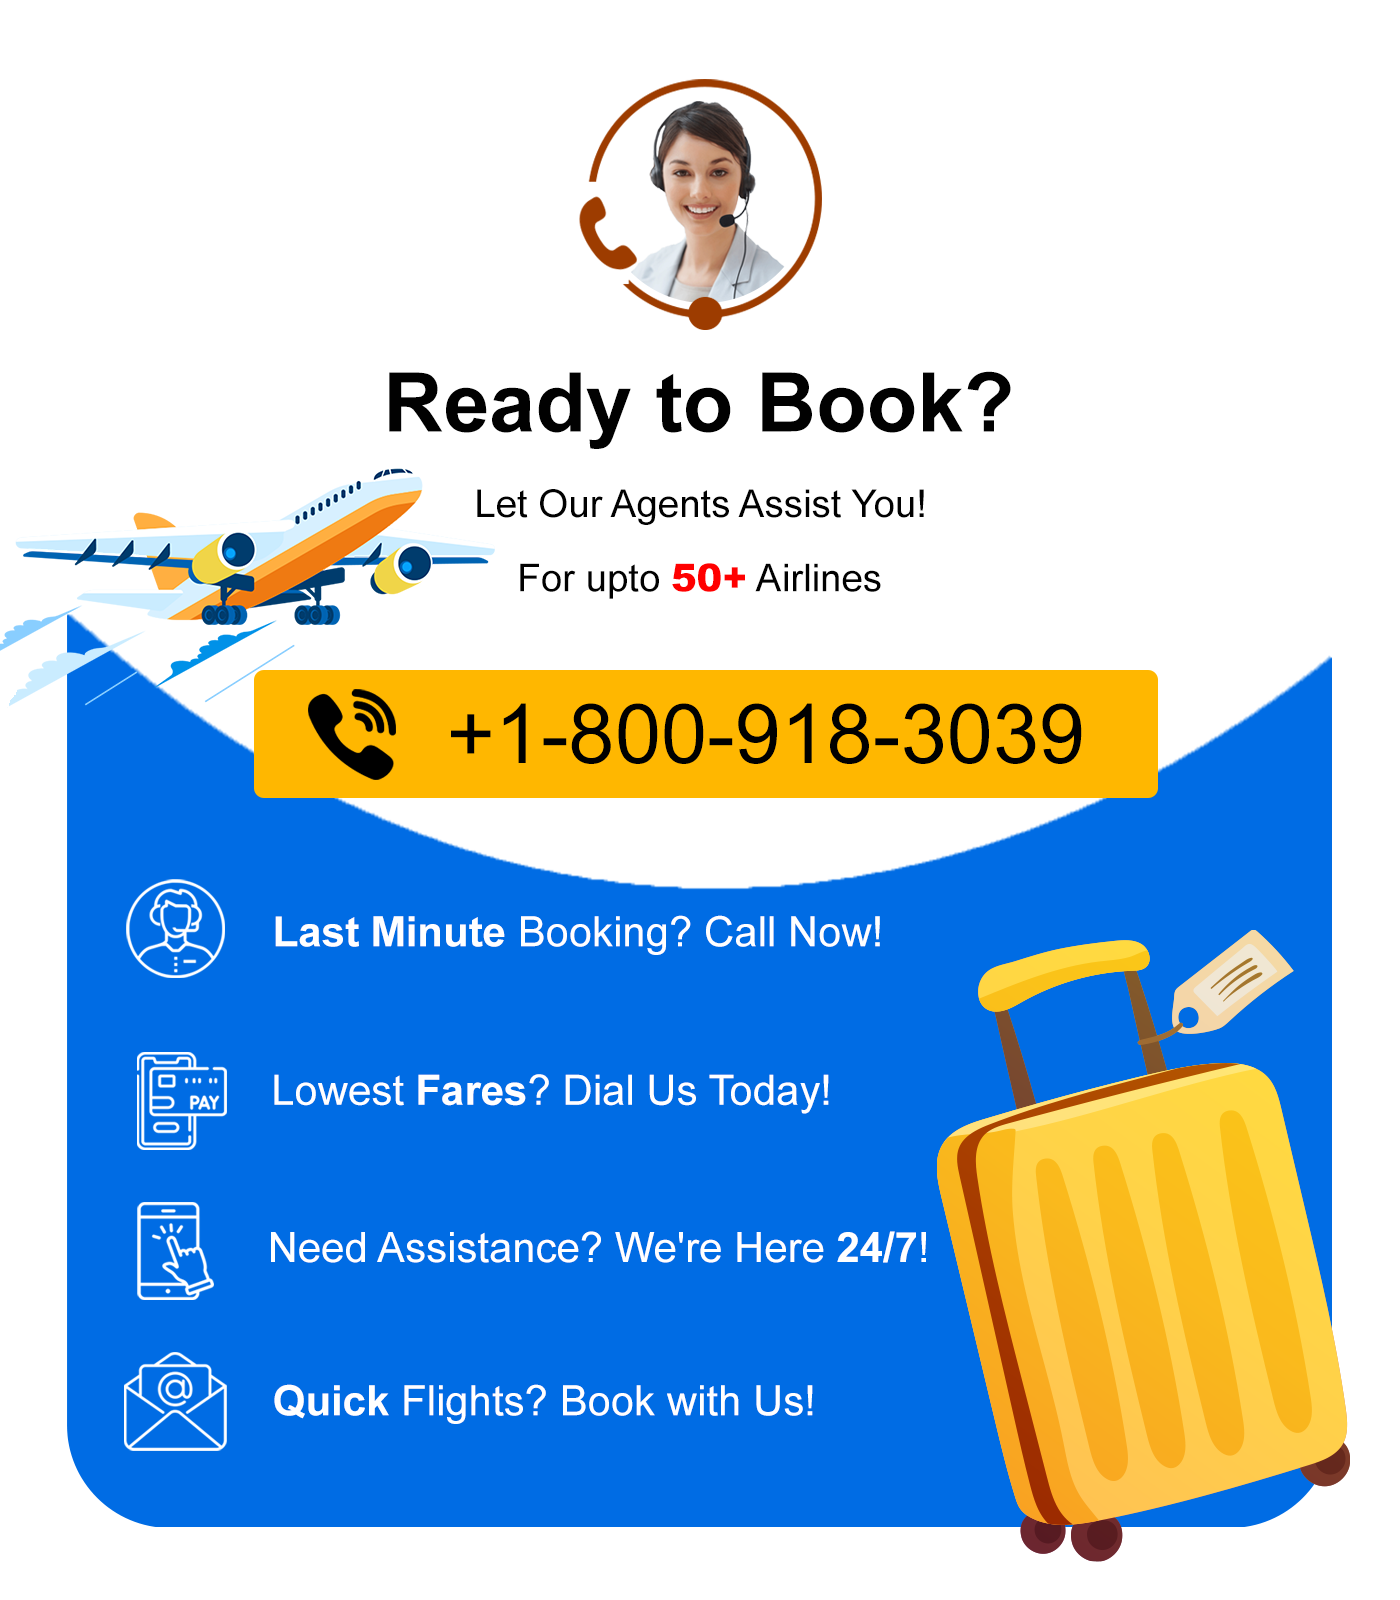 Ready to Book?
Let Our Agents Assist You!
For upto 50+ Airlines
+1-800-918-3039
Last Minute Booking? Call Now!
PAY
Lowest Fares? Dial Us Today!
Need Assistance? We're Here 24/7!
@
Quick Flights? Book with Us!